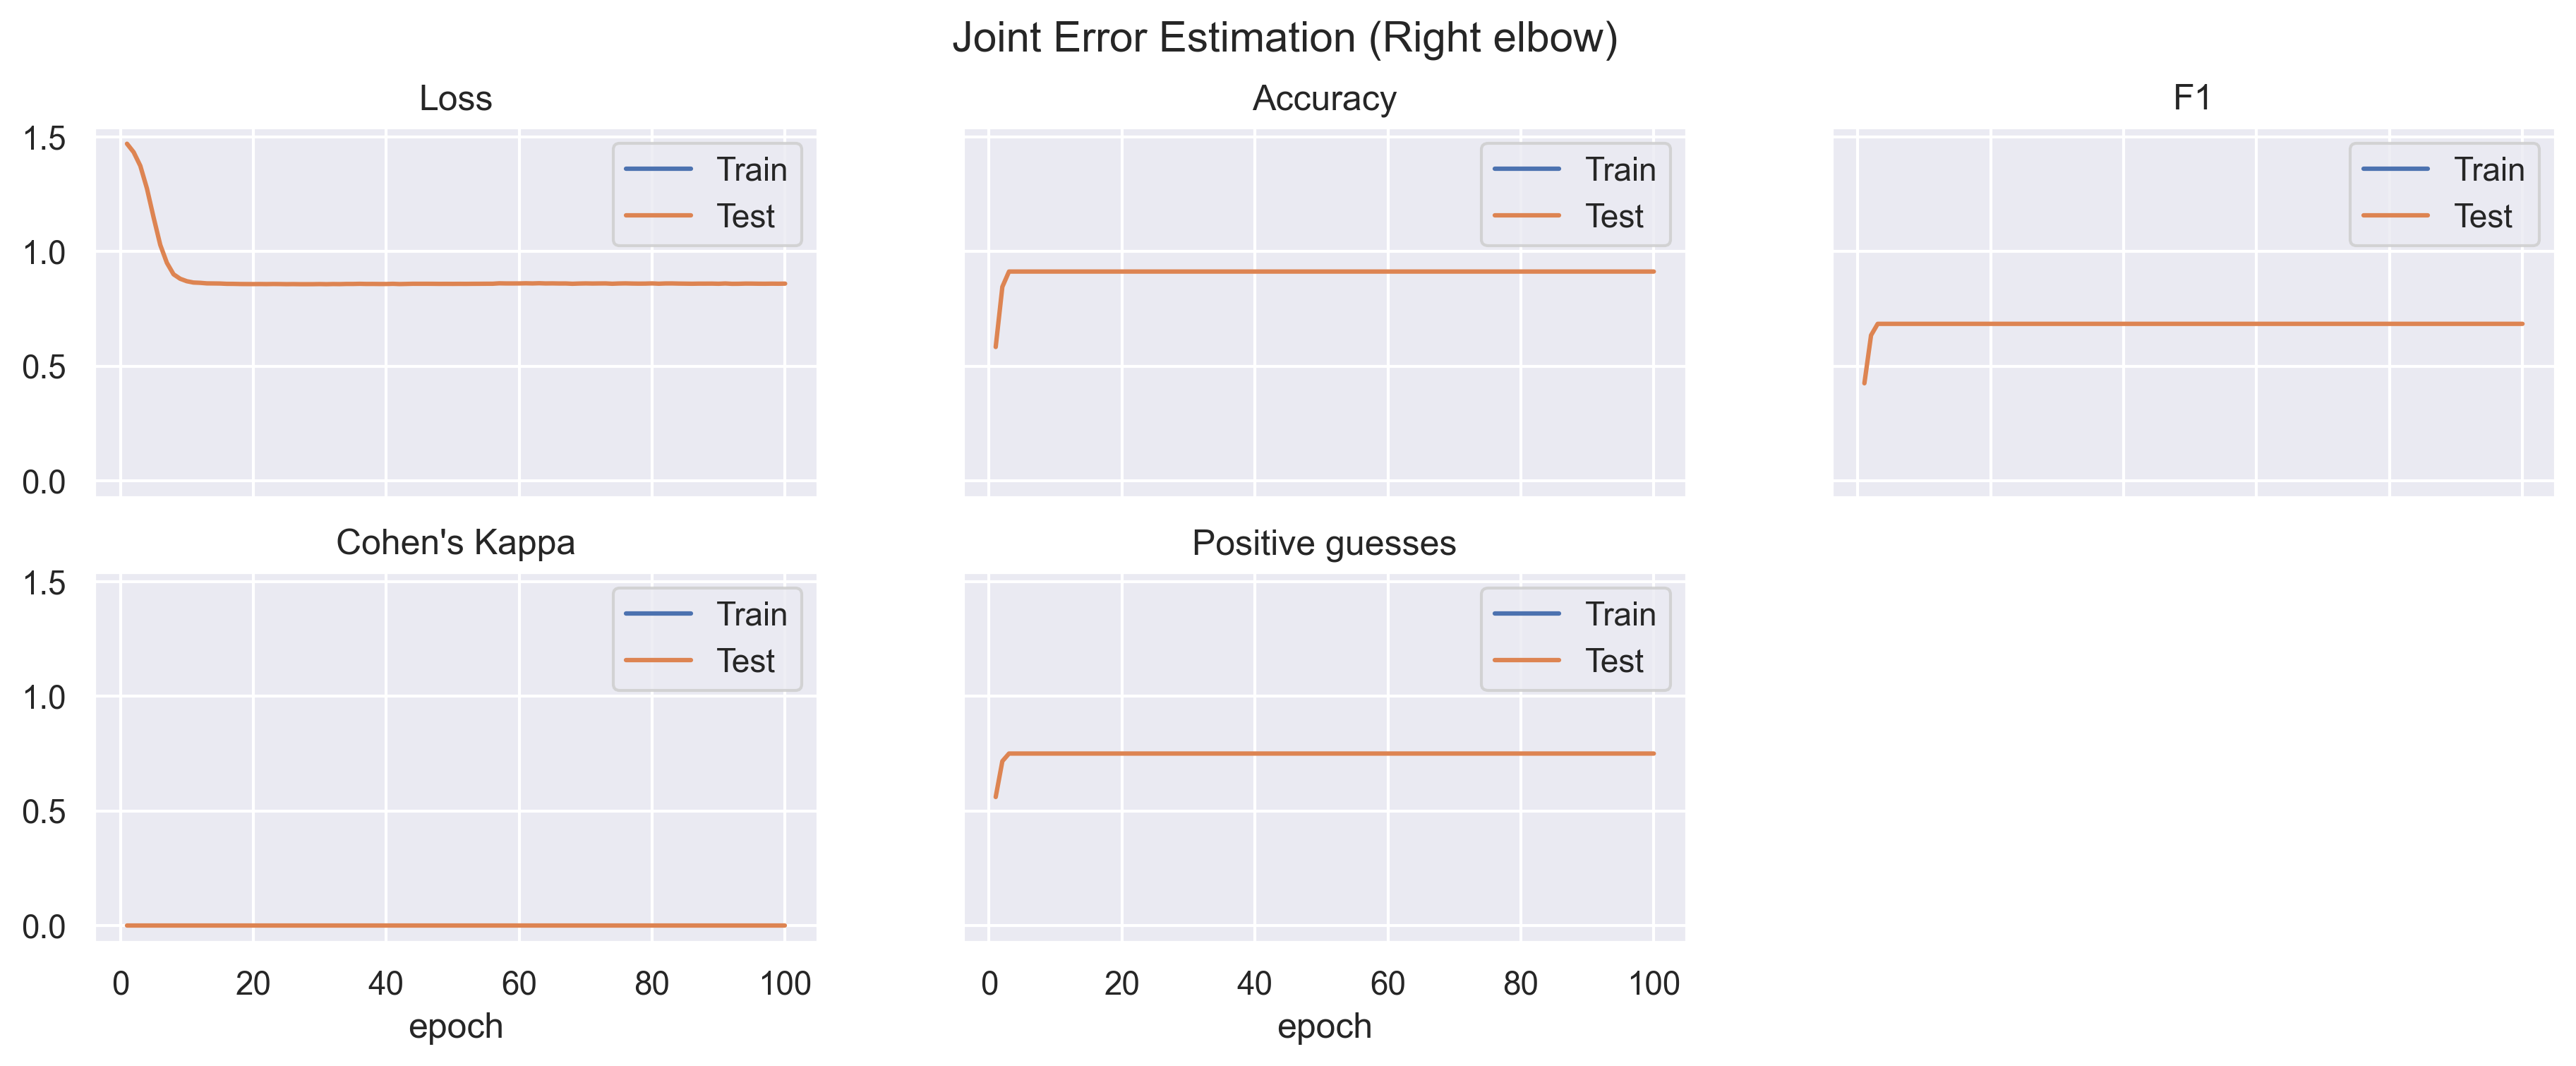 Joint Error Estimation (Right elbow)
Loss
1.5
1.0
0.5
0.0
Train
Test
Accuracy
Train
Test
F1
Train
Test
Cohen's Kappa
1.5
1.0
0.5
0.0
Train
Test
0 20 40 60 80 100
epoch
Positive guesses
Train
Test
0 20 40 60 80 100
epoch